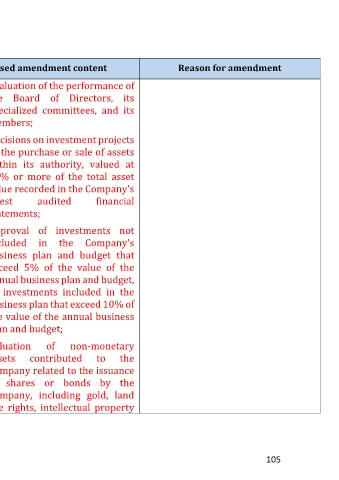 sed amendment content Reason for amendment
aluation of the performance of
e Board of Directors, its
ecialized committees, and its
embers;
cisions on investment projects
the purchase or sale of assets
thin its authority, valued at
% or more of the total asset
lue recorded in the Company's
est audited financial
atements;
proval of investments not
cluded in the Company's
siness plan and budget that
ceed 5% of the value of the
nual business plan and budget,
investments included in the
siness plan that exceed 10% of
e value of the annual business
an and budget;
luation of non-monetary
sets contributed to the
mpany related to the issuance
shares or bonds by the
mpany, including gold, land
e rights, intellectual property
105